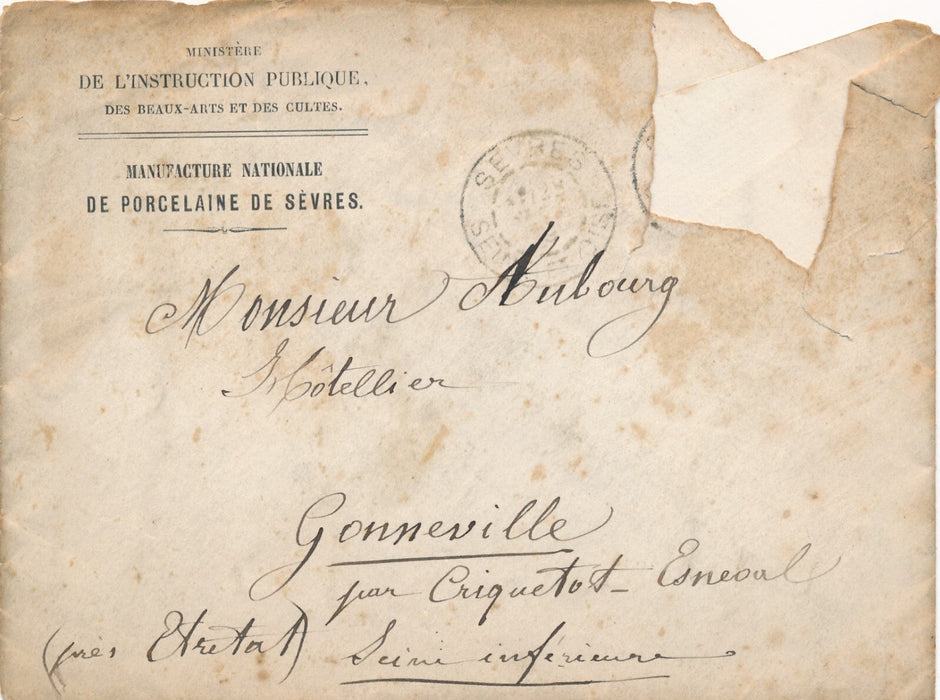 MINISTÈRE
DE L'INSTRUCTION PUBLIQUE,
DES BEAUX-ARTS ET DES CULTES.
MANUFACTURE NATIONALE
DE PORCELAINE DE SÈVRES.
SEVRES
Monsieur Aubourg
Hôtellier
Gonneville
par Criquetot-Esneval
(près Etretat) Seine inférieure